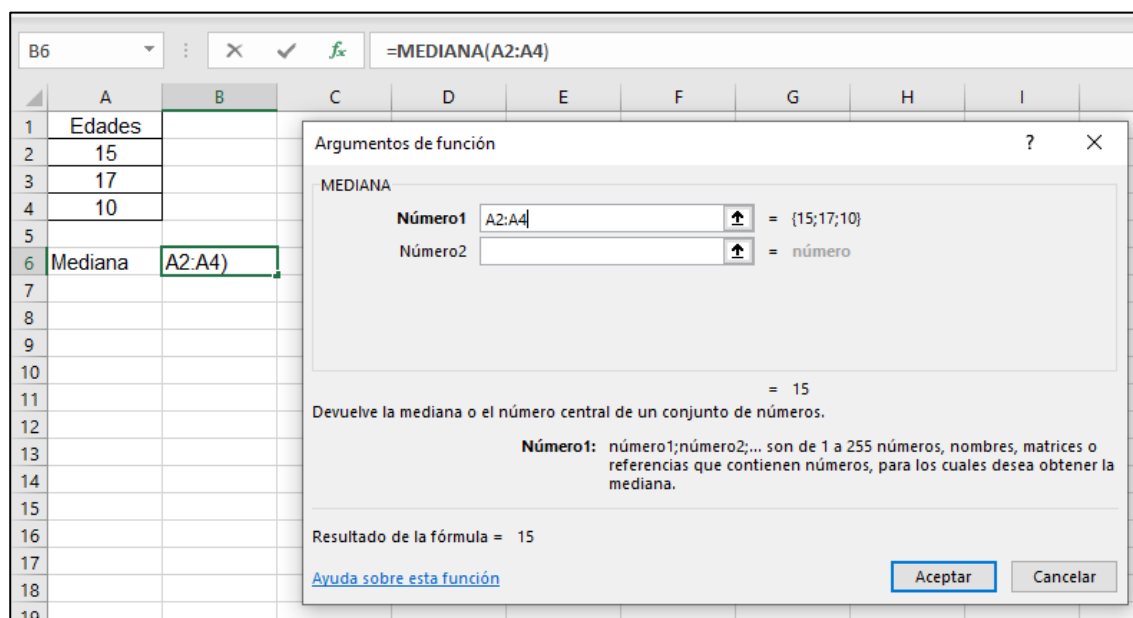 B6 fx =MEDIANA(A2:A4)
A B C D E F G H I
1 Edades
2 15
3 17
4 10
5
6 Mediana A2:A4)
7
8
9
10
11
12
13
14
15
16
17
18
19
Argumentos de función ? X
MEDIANA
Número1 A2:A4 = {15;17;10}
Número2 = número
= 15
Devuelve la mediana o el número central de un conjunto de números.
Número1: número1;número2;... son de 1 a 255 números, nombres, matrices o
referencias que contienen números, para los cuales desea obtener la
mediana.
Resultado de la fórmula = 15
Ayuda sobre esta función Aceptar Cancelar